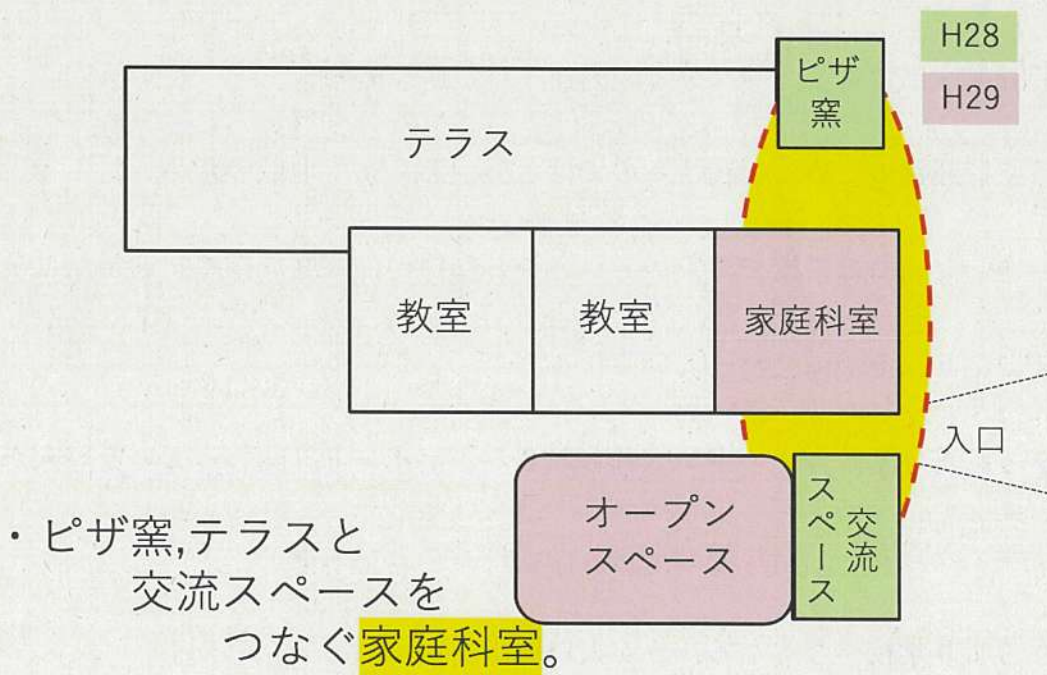 H28
H29
ピザ
窯
テラス
教室
教室
家庭科室
入口
オープン
スペース
交流
スペース
・ピザ窯,テラスと
交流スペースを
つなぐ家庭科室。